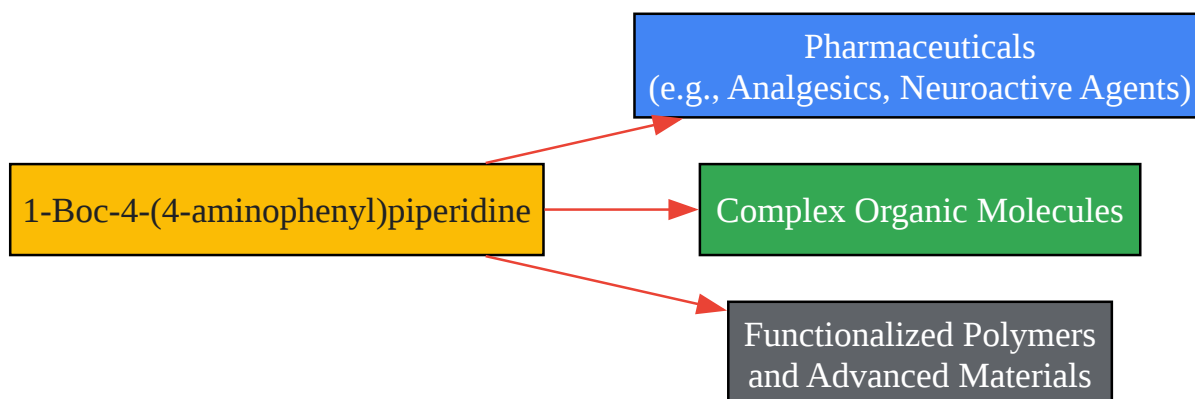 Pharmaceuticals
(e.g., Analgesics, Neuroactive Agents)
1-Boc-4-(4-aminophenyl)piperidine
Complex Organic Molecules
Functionalized Polymers
and Advanced Materials